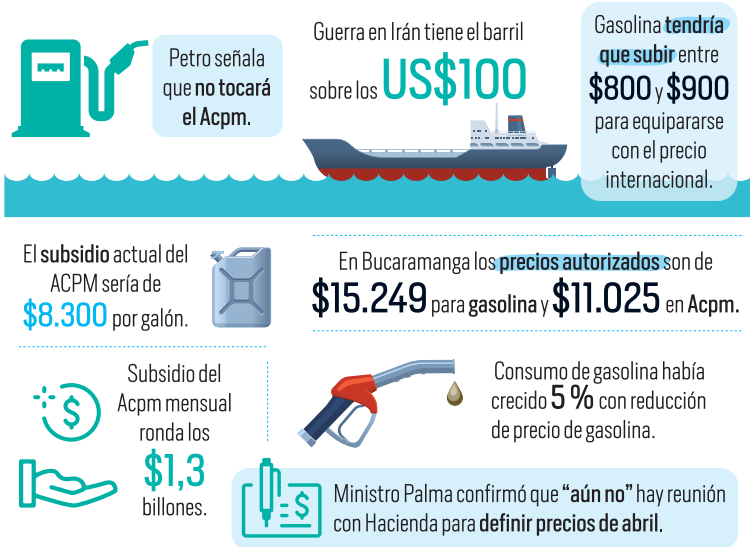 Petro señala
que no tocará
el Acpm.
Guerra en Irán tiene el barril
sobre los US$100
Gasolina tendría
que subir entre
$800 y $900
para equipararse
con el precio
internacional.
El subsidio actual del
ACPM sería de
$8.300 por galón.
En Bucaramanga los precios autorizados son de
$15.249 para gasolina y $11.025 en Acpm.
Subsidio del
Acpm mensual
ronda los
$1,3
billones.
Consumo de gasolina había
crecido 5 % con reducción
de precio de gasolina.
Ministro Palma confirmó que “aún no” hay reunión
con Hacienda para definir precios de abril.